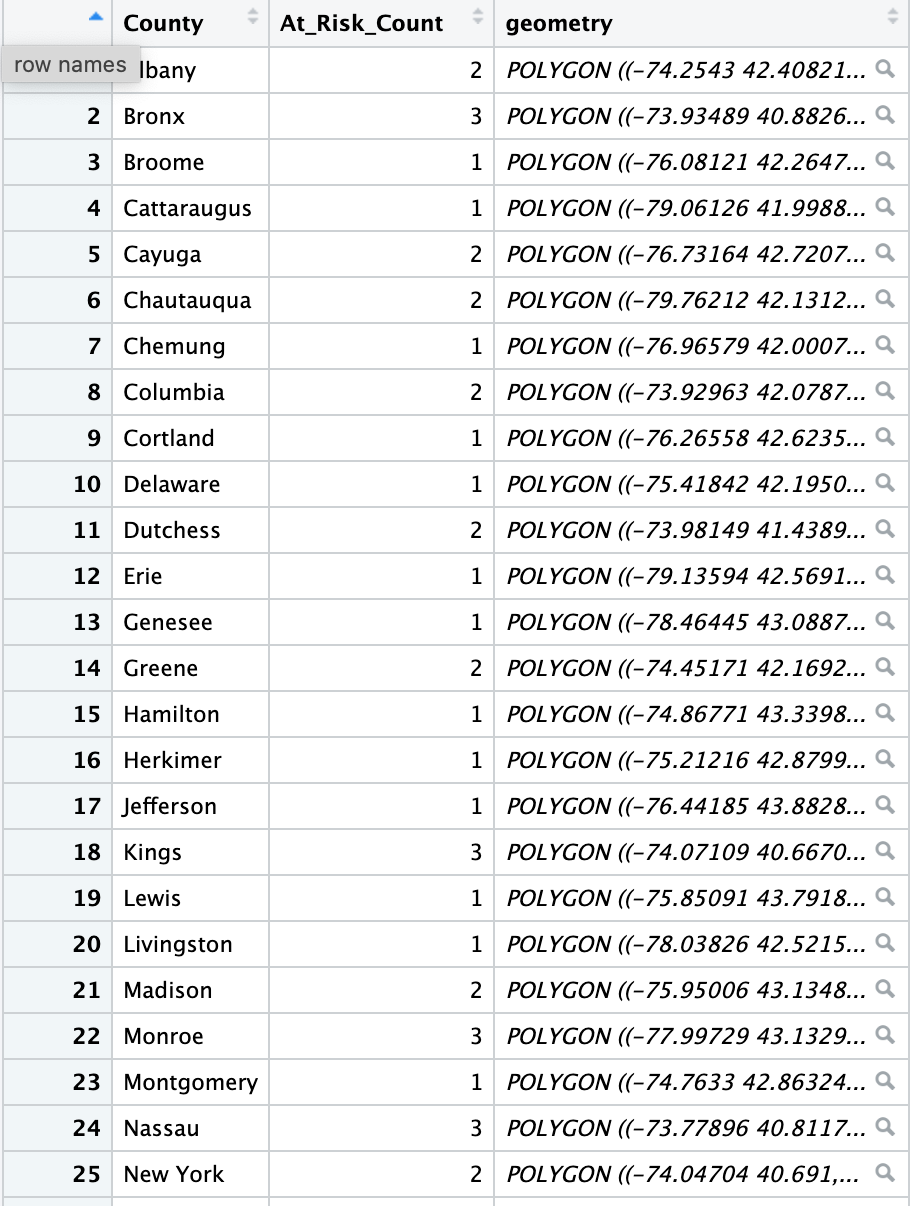 County At_Risk_Count geometry
row names lbany 2 POLYGON ((−74.2543 42.40821...
2 Bronx 3 POLYGON ((−73.93489 40.8826...
3 Broome 1 POLYGON ((−76.08121 42.2647...
4 Cattaraugus 1 POLYGON ((−79.06126 41.9988...
5 Cayuga 2 POLYGON ((−76.73164 42.7207...
6 Chautauqua 2 POLYGON ((−79.76212 42.1312...
7 Chemung 1 POLYGON ((−76.96579 42.0007...
8 Columbia 2 POLYGON ((−73.92963 42.0787...
9 Cortland 1 POLYGON ((−76.26558 42.6235...
10 Delaware 1 POLYGON ((−75.41842 42.1950...
11 Dutchess 2 POLYGON ((−73.98149 41.4389...
12 Erie 1 POLYGON ((−79.13594 42.5691...
13 Genesee 1 POLYGON ((−78.46445 43.0887...
14 Greene 2 POLYGON ((−74.45171 42.1692...
15 Hamilton 1 POLYGON ((−74.86771 43.3398...
16 Herkimer 1 POLYGON ((−75.21216 42.8799...
17 Jefferson 1 POLYGON ((−76.44185 43.8828...
18 Kings 3 POLYGON ((−74.07109 40.6670...
19 Lewis 1 POLYGON ((−75.85091 43.7918...
20 Livingston 1 POLYGON ((−78.03826 42.5215...
21 Madison 2 POLYGON ((−75.95006 43.1348...
22 Monroe 3 POLYGON ((−77.99729 43.1329...
23 Montgomery 1 POLYGON ((−74.7633 42.86324...
24 Nassau 3 POLYGON ((−73.77896 40.8117...
25 New York 2 POLYGON ((−74.04704 40.691,...